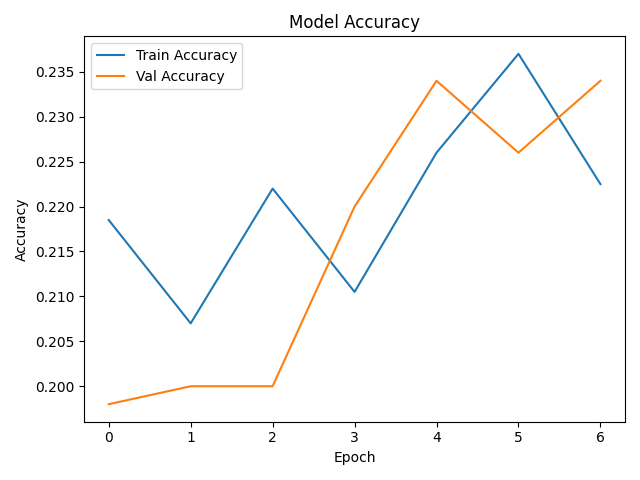 Model Accuracy
Train Accuracy
Val Accuracy
0.235
0.230
0.225
0.220
0.215
0.210
0.205
0.200
Accuracy
0 1 2 3 4 5 6
Epoch